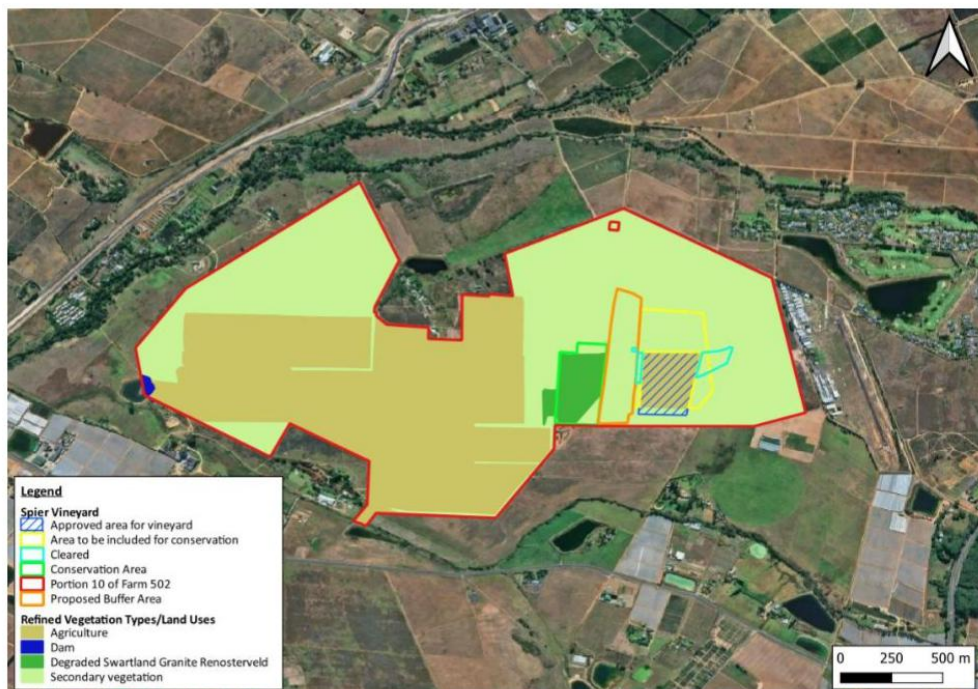 Legend
Spier Vineyard
Approved area for vineyard
Area to be included for conservation
Cleared
Conservation Area
Portion 10 of Farm 502
Proposed Buffer Area
Refined Vegetation Types/Land Uses
Agriculture
Dam
Degraded Swartland Granite Renosterveld
Secondary vegetation
0 250 500 m